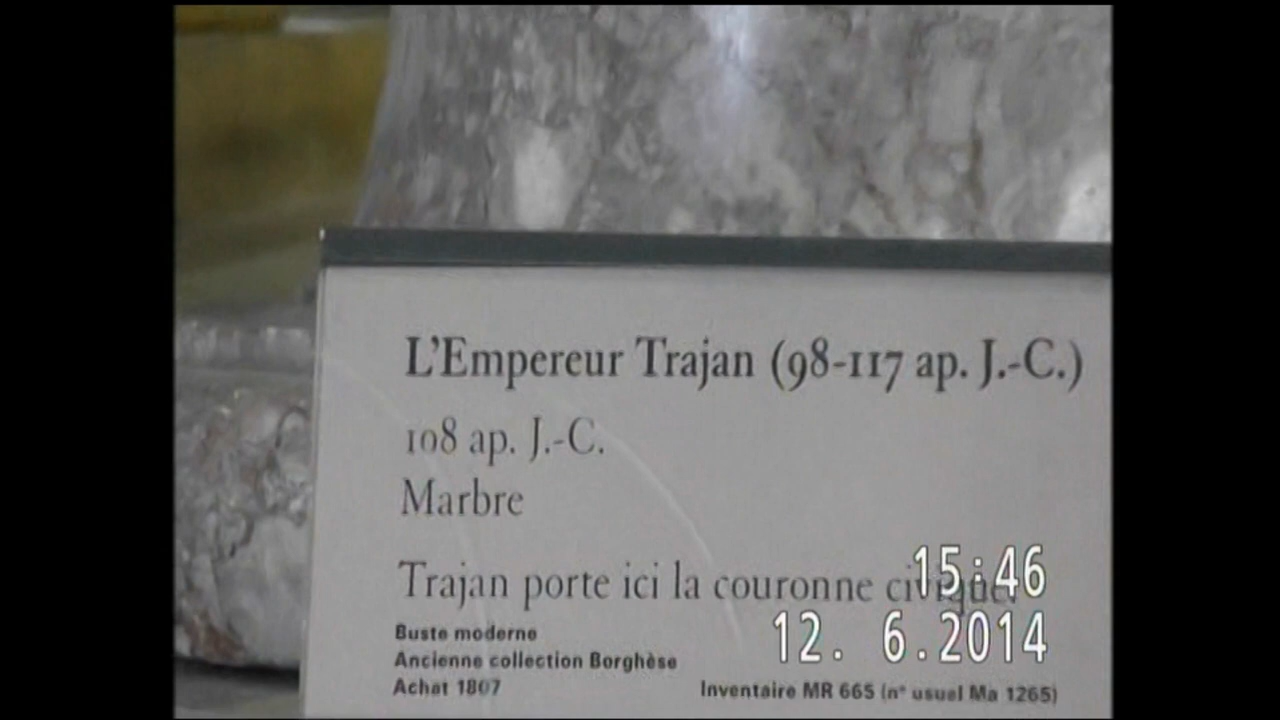 L'Empereur Trajan (98-117 ap. J.-C.)
108 ap. J.-C.
Marbre
Trajan porte ici la couronne civique.
15:46
Buste moderne
12. 6.2014
Ancienne collection Borghèse
Achat 1807
Inventaire MR 665 (n° usuel Ma 1265)